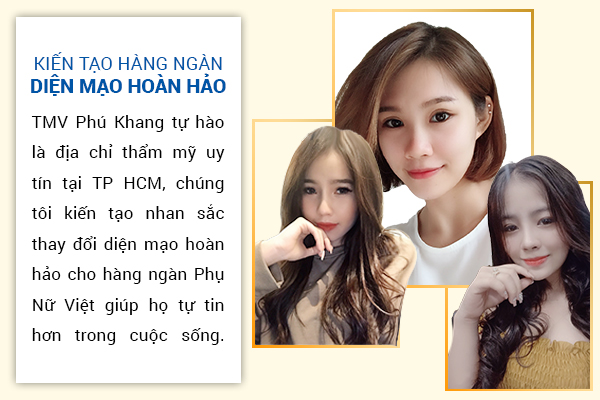 KIẾN TẠO HÀNG NGÀN
DIỆN MẠO HOÀN HẢO
TMV Phú Khang tự hào
là địa chỉ thẩm mỹ uy
tín tại TP HCM, chúng
tôi kiến tạo nhan sắc
thay đổi diện mạo hoàn
hảo cho hàng ngàn Phụ
Nữ Việt giúp họ tự tin
hơn trong cuộc sống.